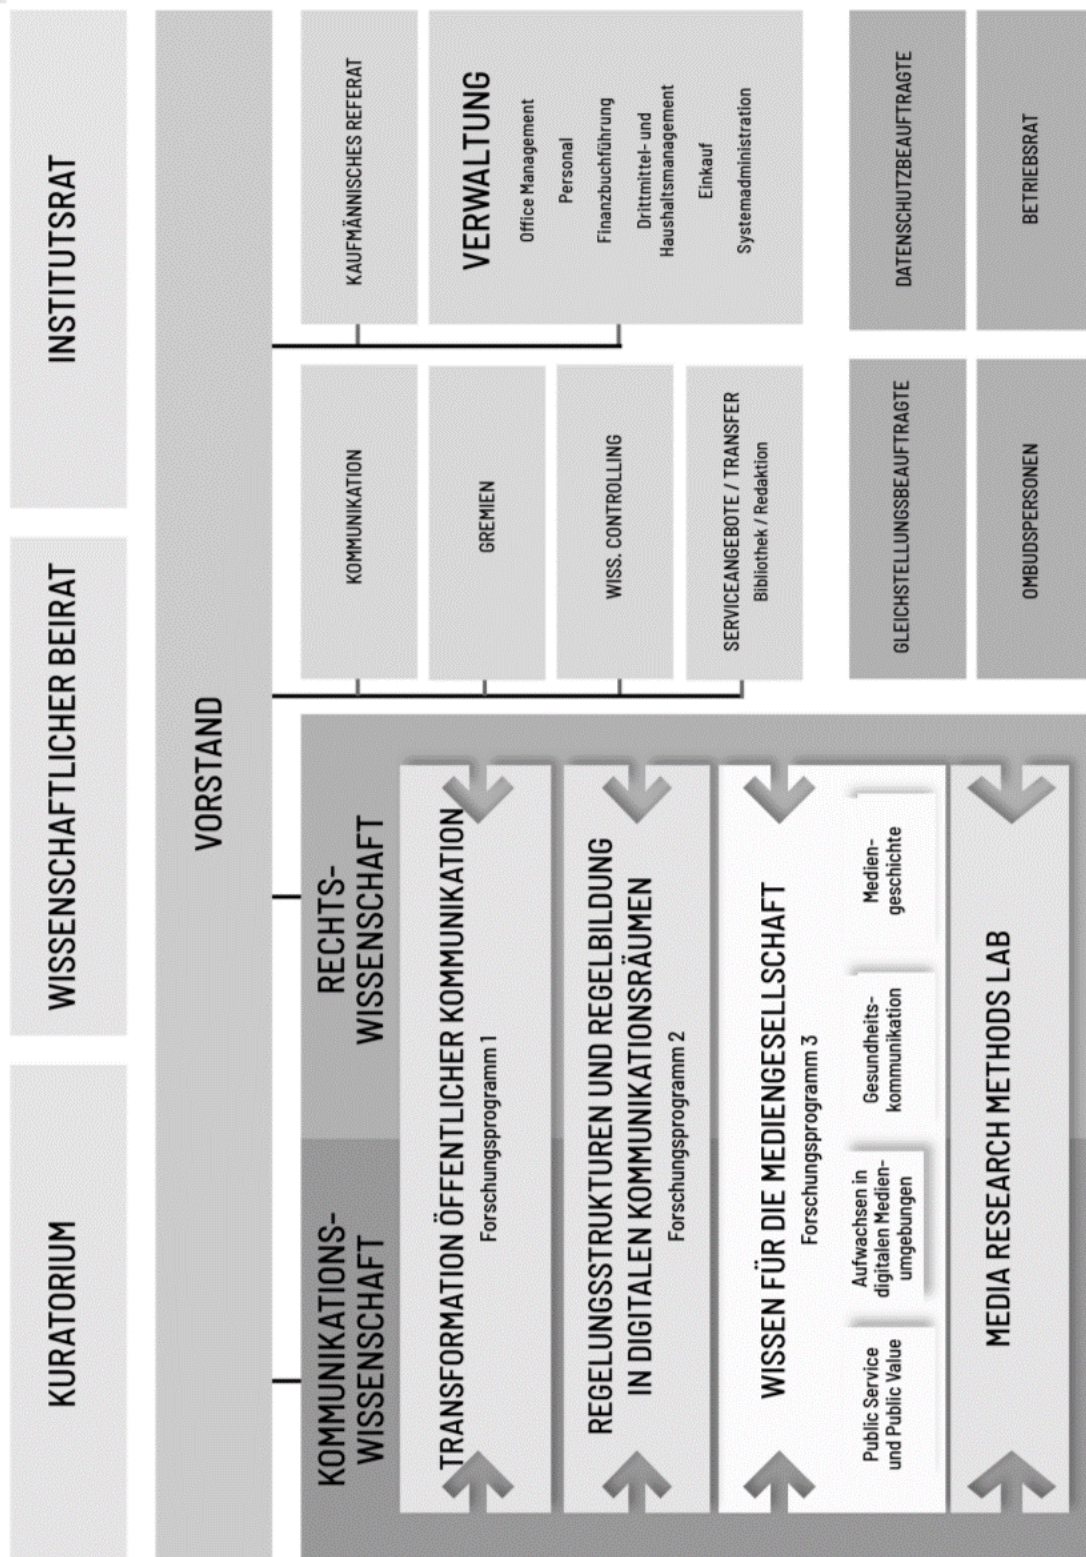 KURATORIUM
WISSENSCHAFTLICHER BEIRAT
INSTITUTSRAT
VORSTAND
KOMMUNIKATIONS-
WISSENSCHAFT
RECHTS-
WISSENSCHAFT
TRANSFORMATION ÖFFENTLICHER KOMMUNIKATION
Forschungsprogramm 1
REGELUNGSSTRUKTUREN UND REGELBILDUNG
IN DIGITALEN KOMMUNIKATIONSRÄUMEN
Forschungsprogramm 2
WISSEN FÜR DIE MEDIENGESELLSCHAFT
Forschungsprogramm 3
Public Service
und Public Value
Aufwachsen in
digitalen Medien-
umgebungen
Gesundheits-
kommunikation
Medien-
geschichte
MEDIA RESEARCH METHODS LAB
KOMMUNIKATION
GREMIEN
WISS. CONTROLLING
SERVICEANGEBOTE / TRANSFER
Bibliothek / Redaktion
KAUFMÄNNISCHES REFERAT
VERWALTUNG
Office Management
Personal
Finanzbuchführung
Drittmittel- und
Haushaltsmanagement
Einkauf
Systemadministration
GLEICHSTELLUNGSBEAUFTRAGTE
DATENSCHUTZBEAUFTRAGTE
OMBUDSPERSONEN
BETRIEBSRAT